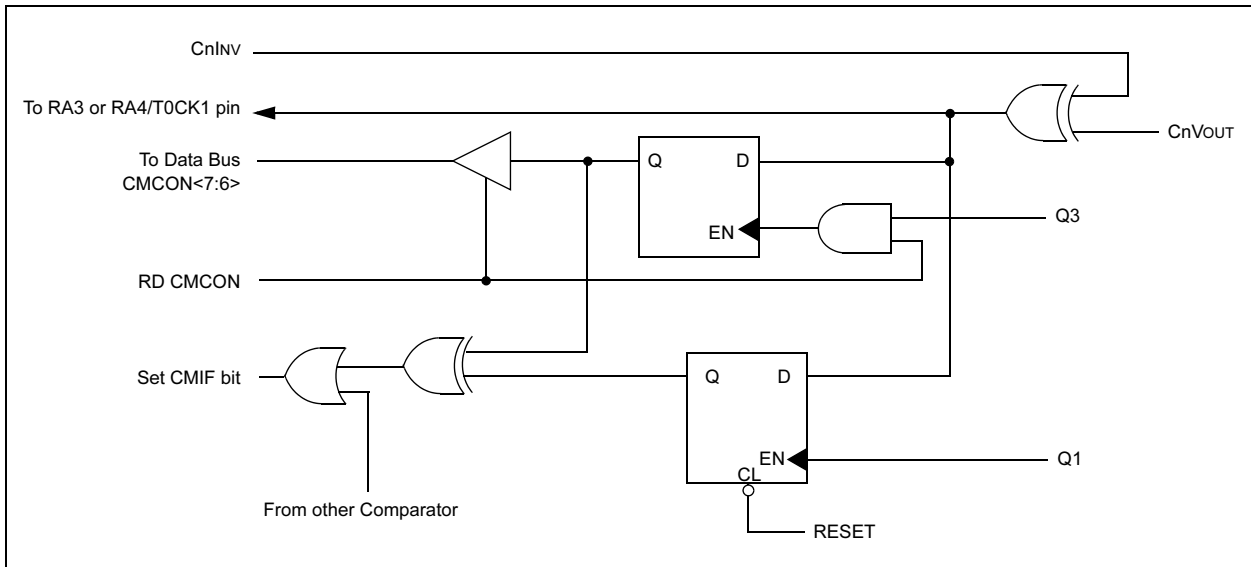 CnINV
To RA3 or RA4/T0CK1 pin
CnVOUT
To Data Bus
CMCON<7:6>
Q
D
EN
Q3
RD CMCON
Set CMIF bit
Q
D
EN
CL
Q1
From other Comparator
RESET